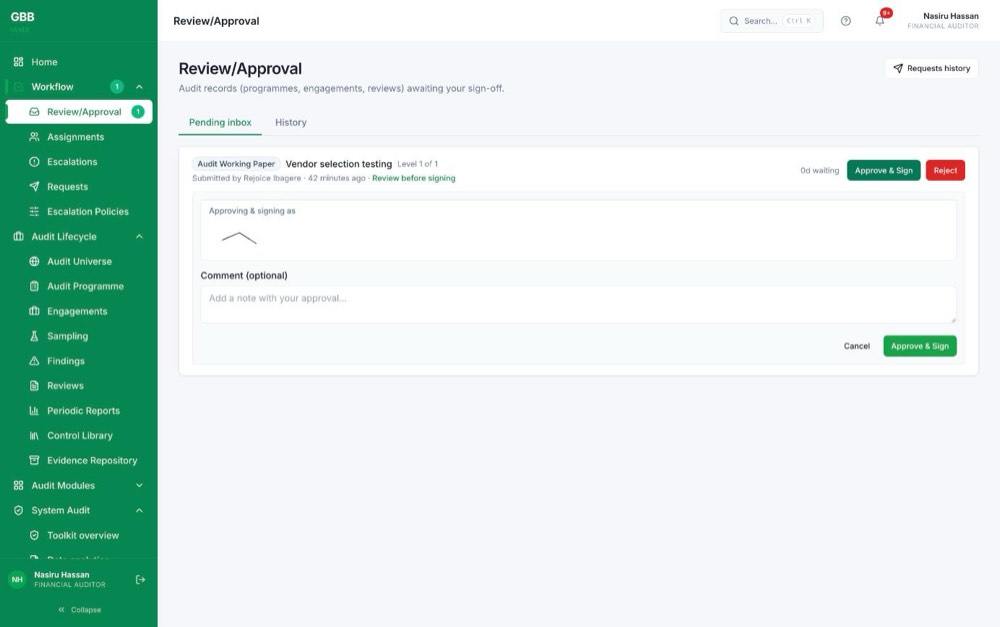 GBB
Review/Approval
Search... Ctrl K
9+
Nasiru Hassan
FINANCIAL AUDITOR
Home
Workflow 1
Review/Approval 1
Assignments
Escalations
Requests
Escalation Policies
Audit Lifecycle
Audit Universe
Audit Programme
Engagements
Sampling
Findings
Reviews
Periodic Reports
Control Library
Evidence Repository
Audit Modules
System Audit
Toolkit overview
NH
Nasiru Hassan
FINANCIAL AUDITOR
« Collapse
Review/Approval
Audit records (programmes, engagements, reviews) awaiting your sign-off.
Requests history
Pending inbox
History
Audit Working Paper Vendor selection testing Level 1 of 1
Submitted by Rejoice Ibagere · 42 minutes ago · Review before signing
0d waiting
Approve & Sign
Reject
Approving & signing as
Comment (optional)
Add a note with your approval...
Cancel
Approve & Sign